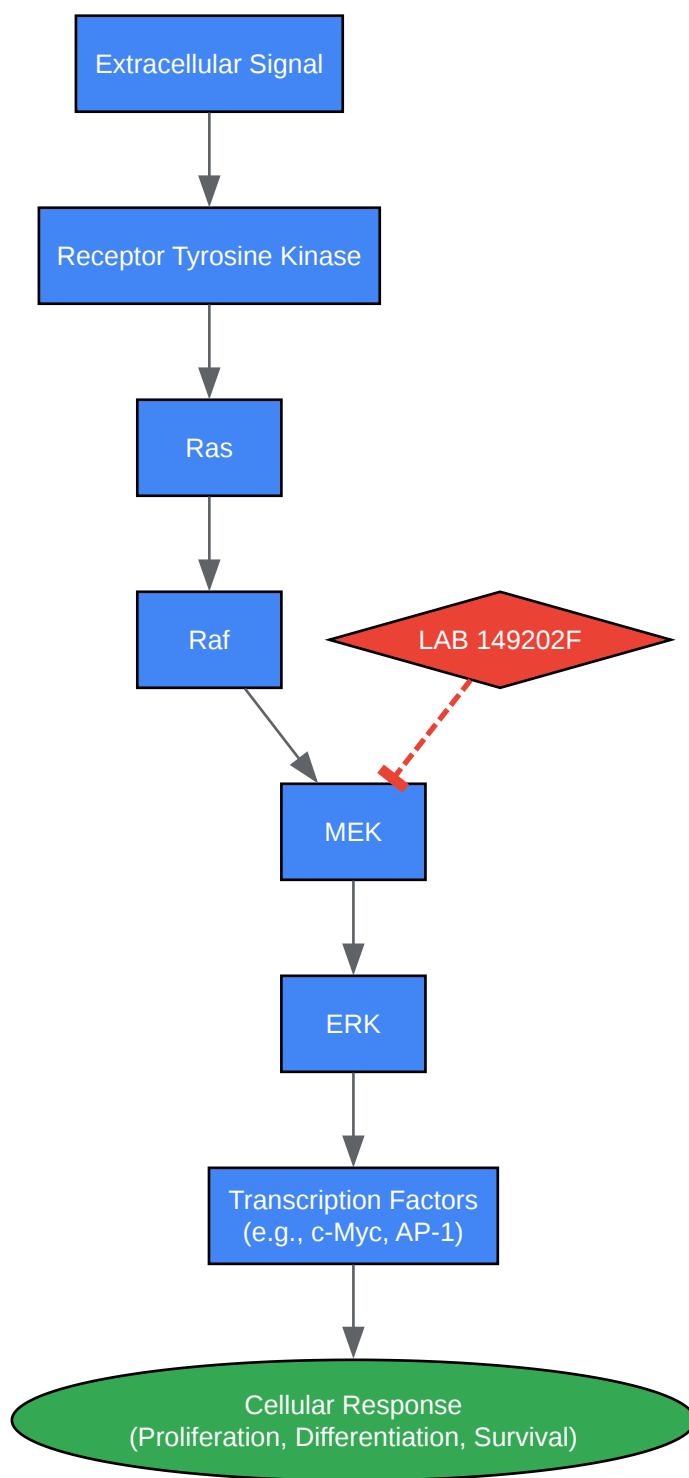 Extracellular Signal
Receptor Tyrosine Kinase
Ras
Raf
LAB 149202F
MEK
ERK
Transcription Factors
(e.g., c-Myc, AP-1)
Cellular Response
(Proliferation, Differentiation, Survival)